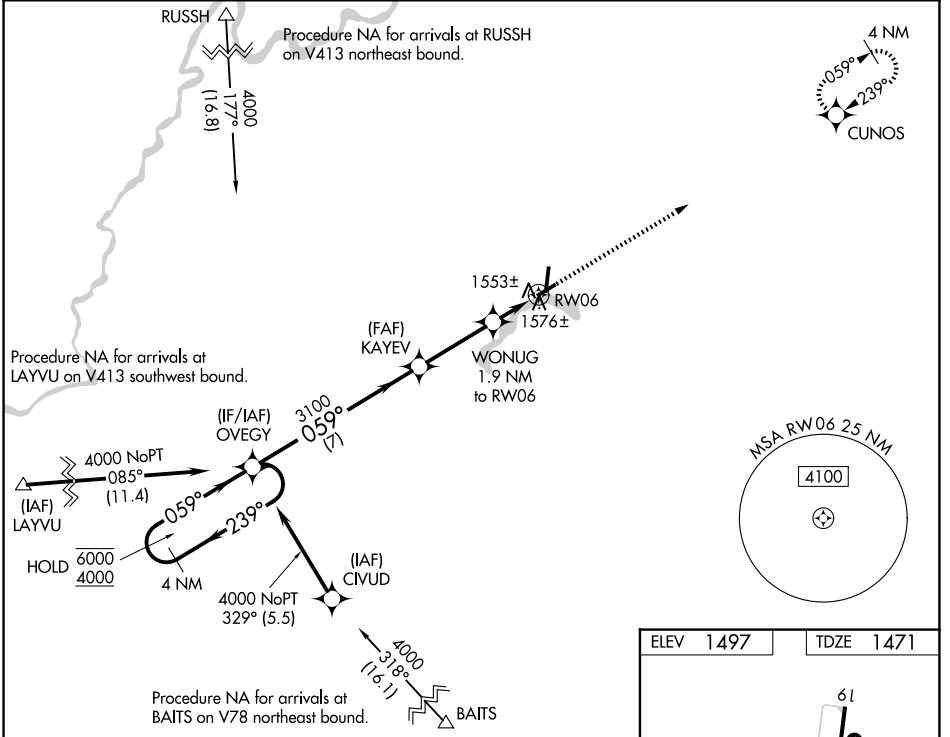 RUSSH
Procedure NA for arrivals at RUSSH
on V413 northeast bound.
4000
177°
(16.8)
4 NM
059°
239°
CUNOS
1553±
RW06
1576±
(FAF)
KAYEV
WONUG
1.9 NM
to RW06
Procedure NA for arrivals at
LAYVU on V413 southwest bound.
(IF/IAF)
OVEGY
3100
059°
(7)
4000 NoPT
085°
(11.4)
(IAF)
LAYVU
059°
239°
HOLD
6000
4000
4 NM
(IAF)
CIVUD
4000 NoPT
329° (5.5)
4000
318°
(16.1)
BAITS
Procedure NA for arrivals at
BAITS on V78 northeast bound.
MSA RW06 25 NM
4100
ELEV 1497
TDZE 1471
19